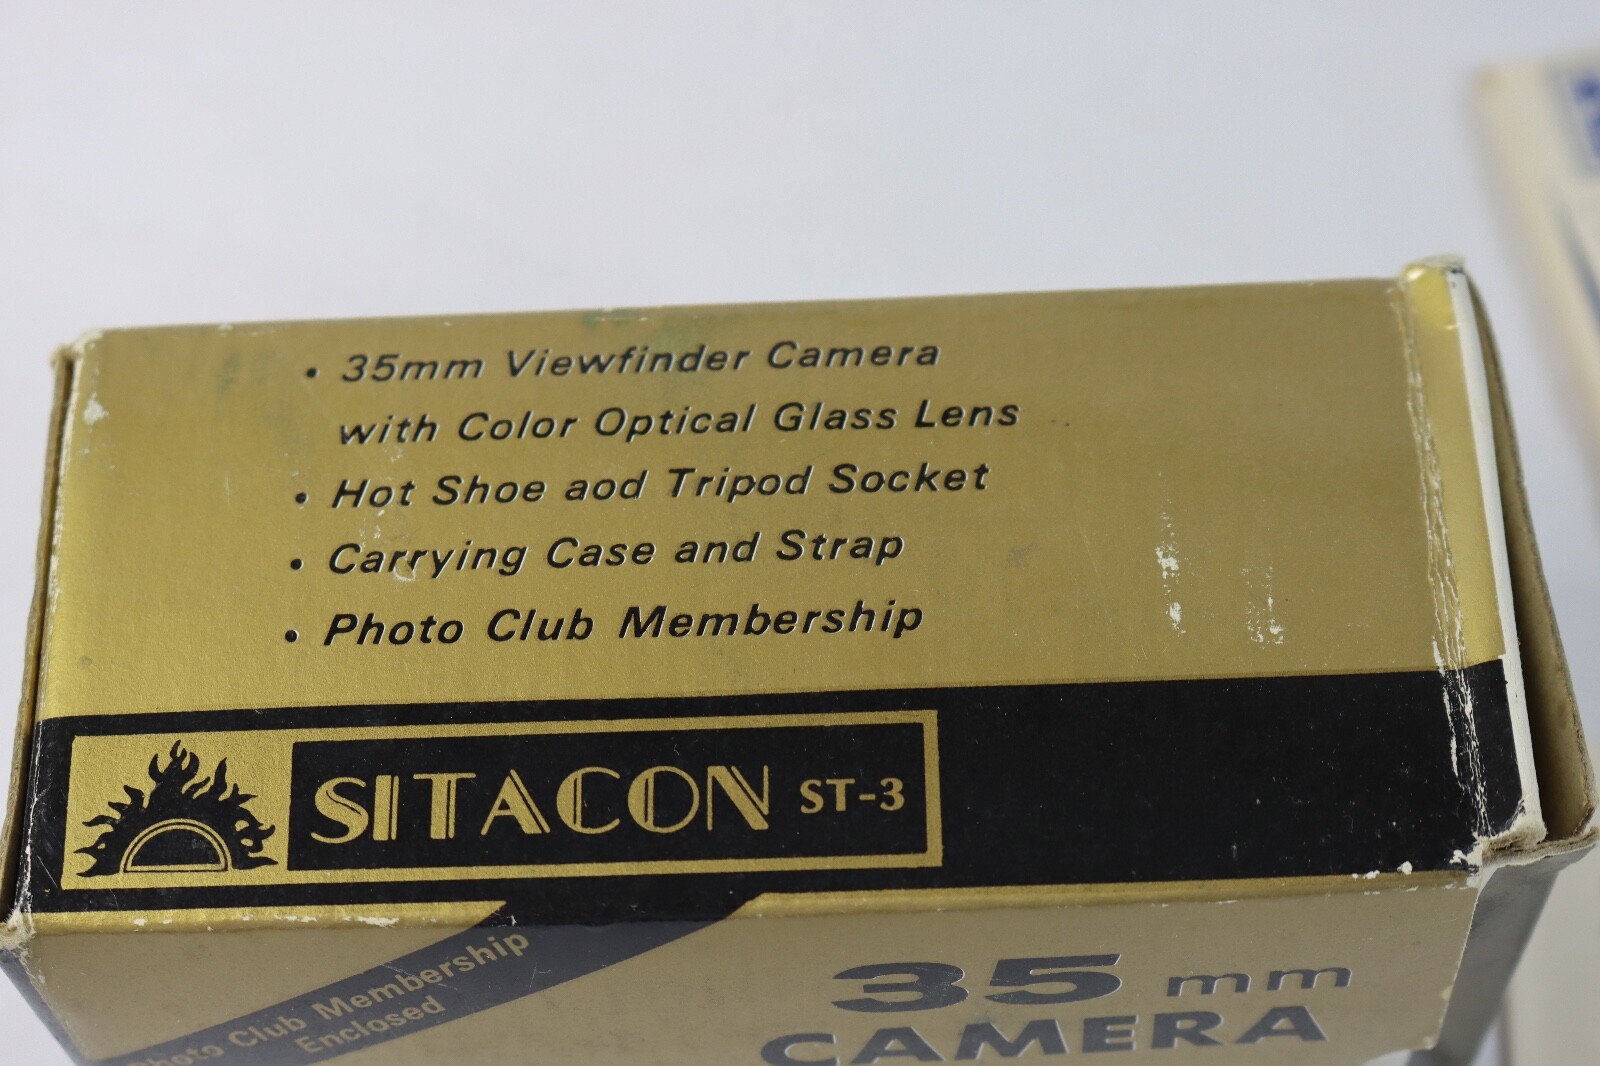 • 35mm Viewfinder Camera
with Color Optical Glass Lens
• Hot Shoe aod Tripod Socket
• Carrying Case and Strap
• Photo Club Membership
SITACON ST-3
Photo Club Membership
Enclosed
35 mm
CAMERA